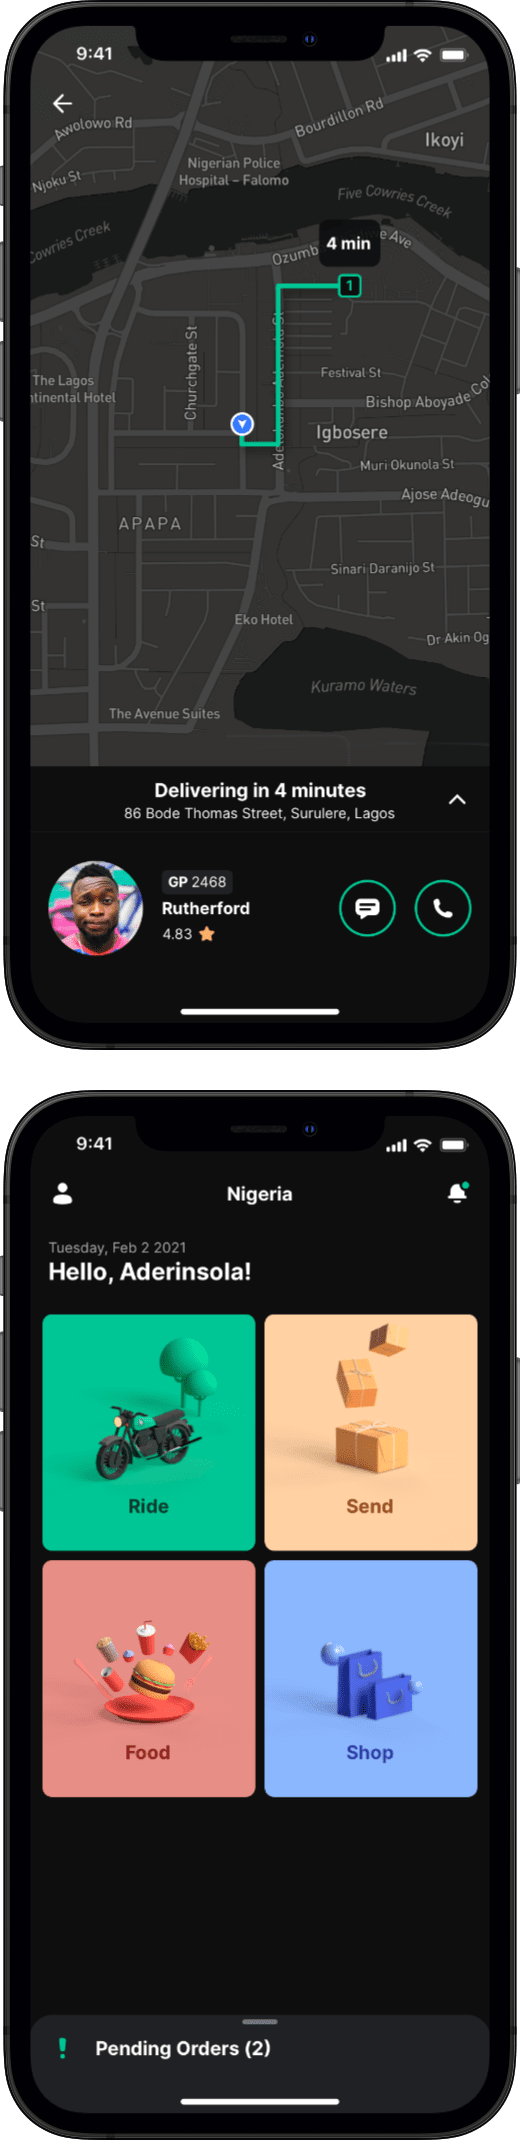 9:41
Awolowo Rd
Bourdillon Rd
Ikoyi
Nigerian Police
Hospital – Falomo
Njoku St
Five Cowries Creek
Cowries Creek
4 min
Ozumb
e Ave
1
Churchgate St
Adetokunbo Ademola St
The Lagos
ntinental Hotel
Festival St
Bishop Aboyade Col
Igbosere
Muri Okunola St
Ajose Adeogu
APAPA
St
Sinari Daranijo St
St
Eko Hotel
Dr Akin Og
Kuramo Waters
The Avenue Suites
Delivering in 4 minutes
86 Bode Thomas Street, Surulere, Lagos
GP 2468
Rutherford
4.83
9:41
Nigeria
Tuesday, Feb 2 2021
Hello, Aderinsola!
Ride
Send
Food
Shop
Pending Orders (2)